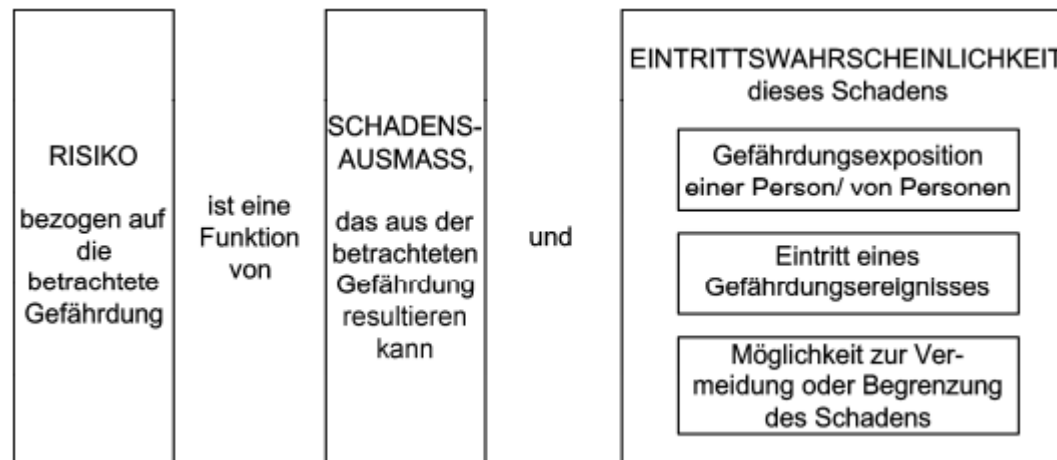 RISIKO
bezogen auf
die
betrachtete
Gefährdung
ist eine
Funktion
von
SCHADENS-
AUSMASS,
das aus der
betrachteten
Gefährdung
resultieren
kann
und
EINTRITTSWAHRSCHEINLICHKEIT
dieses Schadens
Gefährdungsexposition
einer Person/ von Personen
Eintritt eines
Gefährdungsereignisses
Möglichkeit zur Ver-
meidung oder Begrenzung
des Schadens